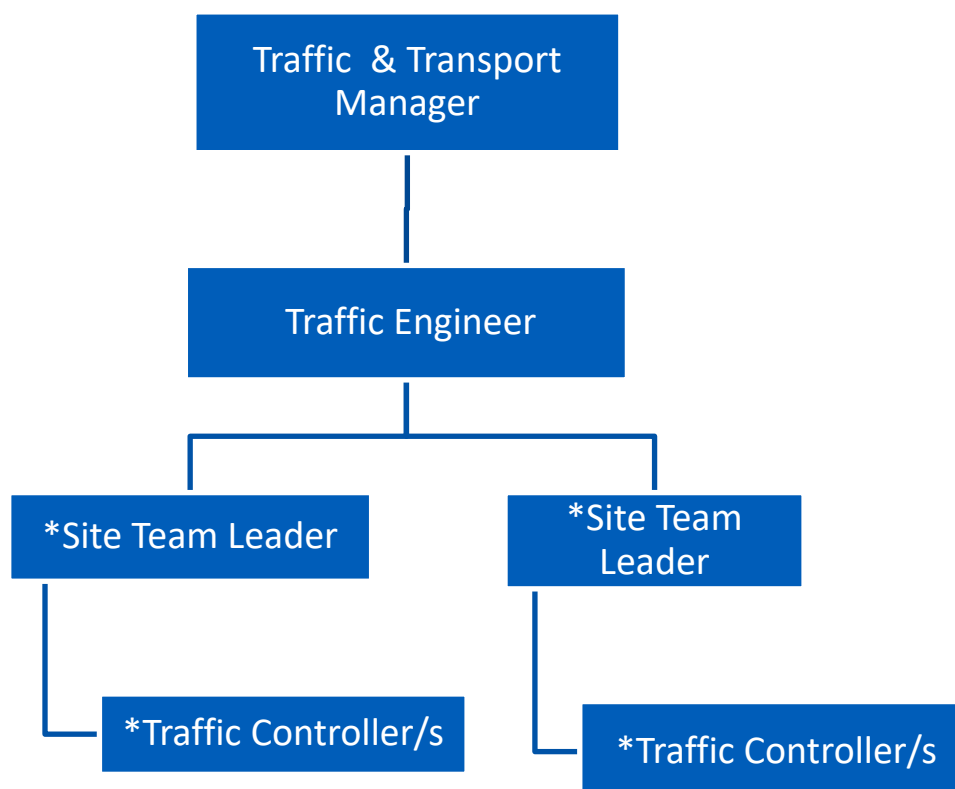 Traffic & Transport
Manager
Traffic Engineer
*Site Team Leader
*Site Team
Leader
*Traffic Controller/s
*Traffic Controller/s